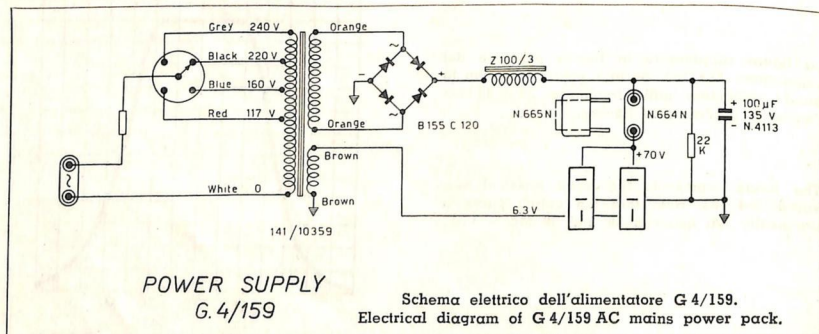 Grey 240 V
Black 220 V
Blue 160 V
Red 117 V
White 0
Orange
Orange
Brown
Brown
141/10359
~
~
~
-
+
B155 C 120
Z 100/3
N 665N
N 664 N
+70 V
6.3 V
22
K
+ 100 µF
135 V
- N.4113
POWER SUPPLY
G.4/159
Schema elettrico dell'alimentatore G 4/159.
Electrical diagram of G 4/159 AC mains power pack.